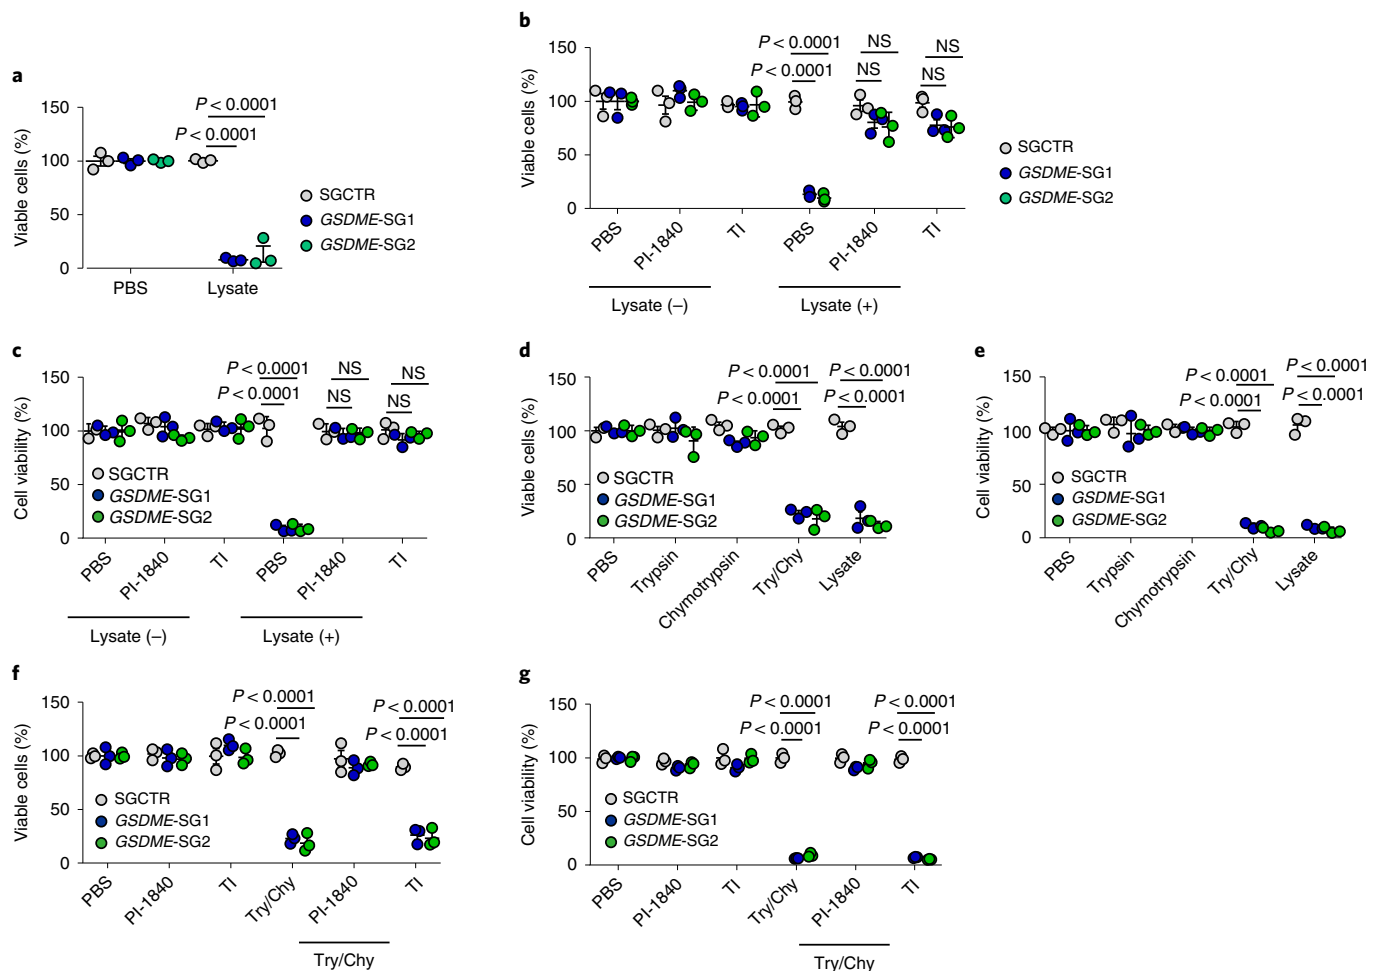 a
Viable cells (%)
150
100
50
0
P < 0.0001
P < 0.0001
PBS
Lysate
SGCTR
GSDME-SG1
GSDME-SG2
b
Viable cells (%)
150
100
50
0
P < 0.0001
P < 0.0001
NS
NS
NS
NS
PBS
PI-1840
TI
PBS
PI-1840
TI
Lysate (–)
Lysate (+)
SGCTR
GSDME-SG1
GSDME-SG2
c
Cell viability (%)
150
100
50
0
P < 0.0001
P < 0.0001
NS
NS
NS
NS
SGCTR
GSDME-SG1
GSDME-SG2
PBS
PI-1840
TI
PBS
PI-1840
TI
Lysate (–)
Lysate (+)
d
Viable cells (%)
150
100
50
0
P < 0.0001
P < 0.0001
P < 0.0001
P < 0.0001
SGCTR
GSDME-SG1
GSDME-SG2
PBS
Trypsin
Chymotrypsin
Try/Chy
Lysate
e
Cell viability (%)
150
100
50
0
P < 0.0001
P < 0.0001
P < 0.0001
P < 0.0001
SGCTR
GSDME-SG1
GSDME-SG2
PBS
Trypsin
Chymotrypsin
Try/Chy
Lysate
f
Viable cells (%)
150
100
50
0
P < 0.0001
P < 0.0001
P < 0.0001
P < 0.0001
SGCTR
GSDME-SG1
GSDME-SG2
PBS
PI-1840
TI
Try/Chy
PI-1840
TI
Try/Chy
g
Cell viability (%)
150
100
50
0
P < 0.0001
P < 0.0001
P < 0.0001
P < 0.0001
SGCTR
GSDME-SG1
GSDME-SG2
PBS
PI-1840
TI
Try/Chy
PI-1840
TI
Try/Chy